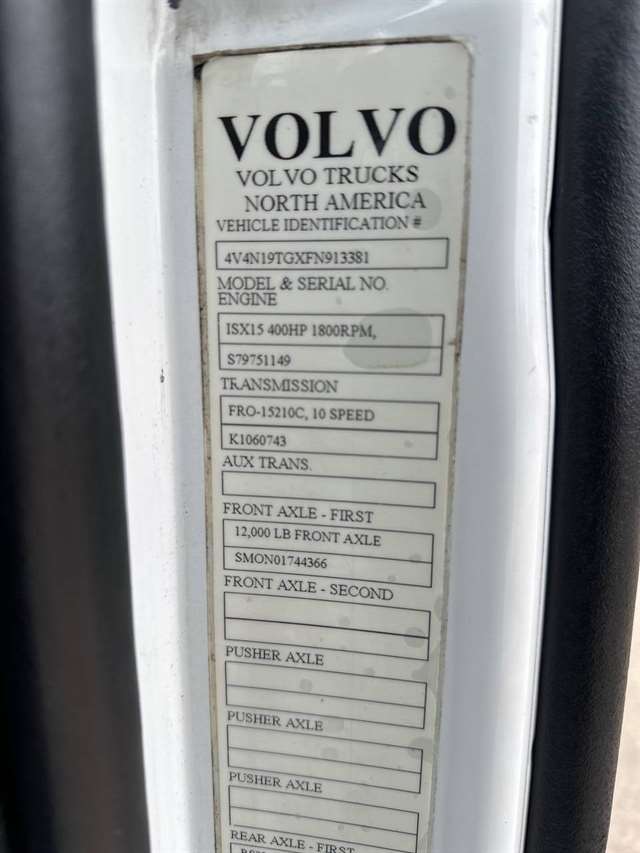 VOLVO
VOLVO TRUCKS
NORTH AMERICA
VEHICLE IDENTIFICATION #
4V4N19TGXFN913381
MODEL & SERIAL NO.
ENGINE
ISX15 400HP 1800RPM,
S79751149
TRANSMISSION
FRO-15210C, 10 SPEED
K1060743
AUX TRANS.
FRONT AXLE - FIRST
12,000 LB FRONT AXLE
SMON01744366
FRONT AXLE - SECOND
PUSHER AXLE
PUSHER AXLE
PUSHER AXLE
REAR AXLE - FIRST